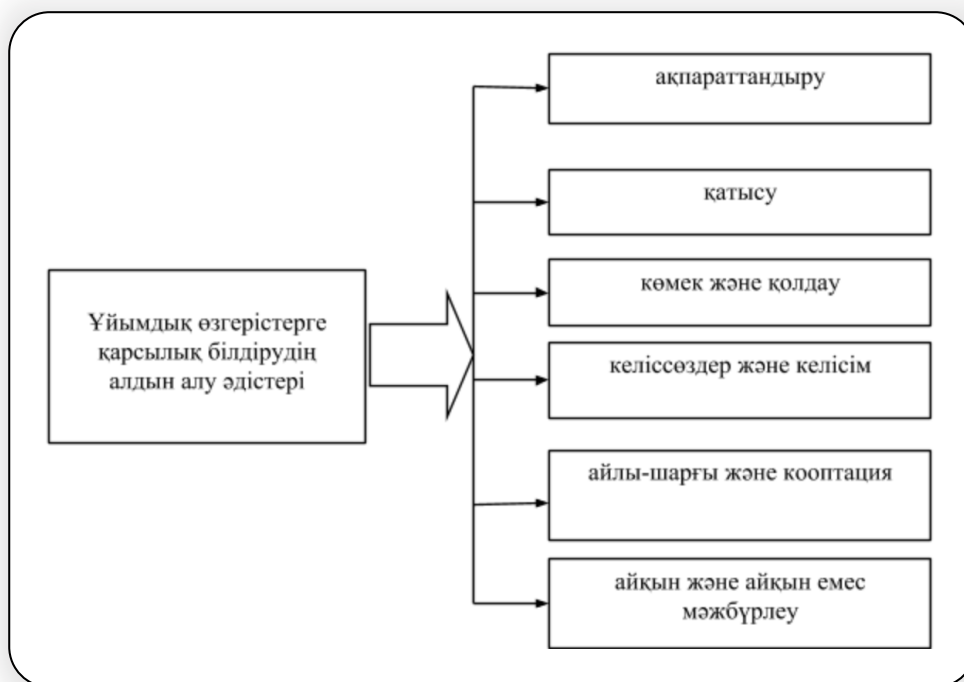 Ұйымдық өзгерістерге
қарсылық білдірудің
алдын алу әдістері
ақпараттандыру
қатысу
көмек және қолдау
келіссөздер және келісім
айлы-шарғы және кооптация
айқын және айқын емес
мәжбүрлеу